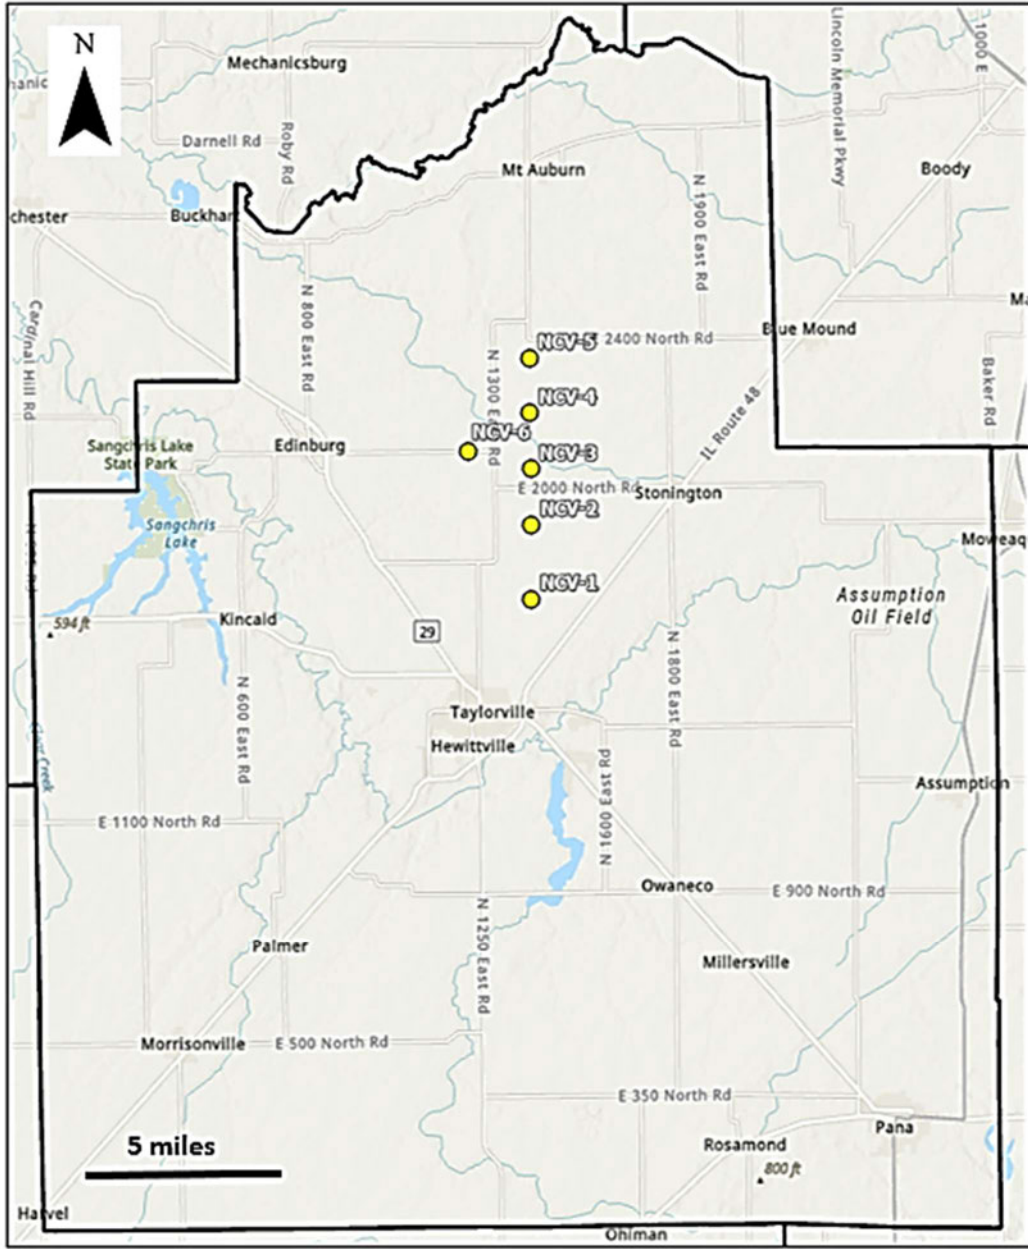 N
Mechanicsburg
Lincoln Memorial Pkwy
1000 E
Darnell Rd
Roby Rd
Mt Auburn
Boody
N 1900 East Rd
chester
Buckhar
N 800 East Rd
Cardinal Hill Rd
Blue Mound
NCV-5
2400 North Rd
N 1300 E Rd
Baker Rd
NCV-4
IL Route 48
NCV-6
Edinburg
Sangchris Lake
State Park
NCV-3
E 2000 North Rd
Stonington
NCV-2
Sangchris
Lake
Moweaq
NCV-1
Assumption
Oil Field
594 ft
Kincaid
29
N 1800 East Rd
N 600 East Rd
Taylorville
Hewittville
N 1600 East Rd
Assumption
E 1100 North Rd
Owaneco
E 900 North Rd
N 1250 East Rd
Palmer
Millersville
Morrisonville
E 500 North Rd
E 350 North Rd
Pana
5 miles
Rosamond
800 ft
Harvel
Ohlman